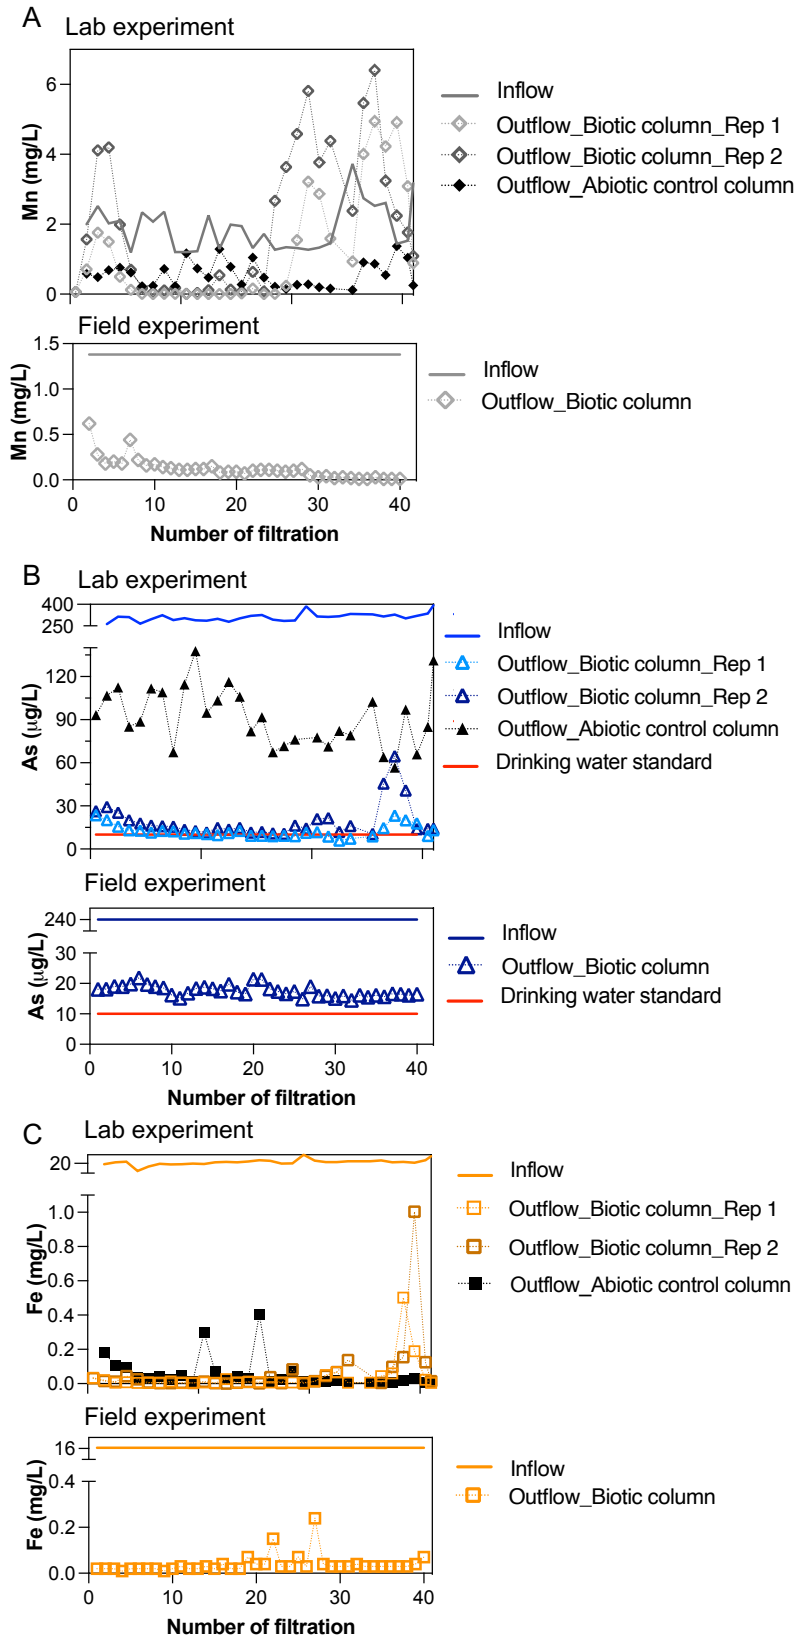 A
Lab experiment
6
4
2
0
Mn (mg/L)
Inflow
Outflow_Biotic column_Rep 1
Outflow_Biotic column_Rep 2
Outflow_Abiotic control column
Field experiment
1.5
1.0
0.5
0.0
Mn (mg/L)
Inflow
Outflow_Biotic column
0 10 20 30 40
Number of filtration
B
Lab experiment
400
250
120
90
60
30
0
As (µg/L)
Inflow
Outflow_Biotic column_Rep 1
Outflow_Biotic column_Rep 2
Outflow_Abiotic control column
Drinking water standard
Field experiment
240
30
20
10
0
As (µg/L)
Inflow
Outflow_Biotic column
Drinking water standard
0 10 20 30 40
Number of filtration
C
Lab experiment
20
1.0
0.8
0.6
0.4
0.2
0.0
Fe (mg/L)
Inflow
Outflow_Biotic column_Rep 1
Outflow_Biotic column_Rep 2
Outflow_Abiotic control column
Field experiment
16
0.4
0.2
0.0
Fe (mg/L)
Inflow
Outflow_Biotic column
0 10 20 30 40
Number of filtration